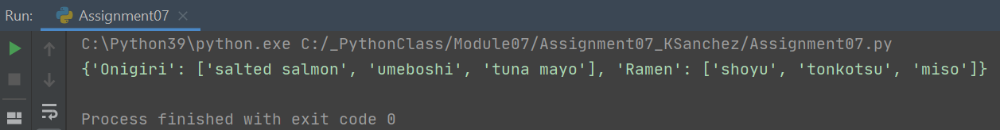 Run: Assignment07 ×
C:\Python39\python.exe C:/_PythonClass/Module07/Assignment07_KSanchez/Assignment07.py
{'Onigiri': ['salted salmon', 'umeboshi', 'tuna mayo'], 'Ramen': ['shoyu', 'tonkotsu', 'miso']}
Process finished with exit code 0